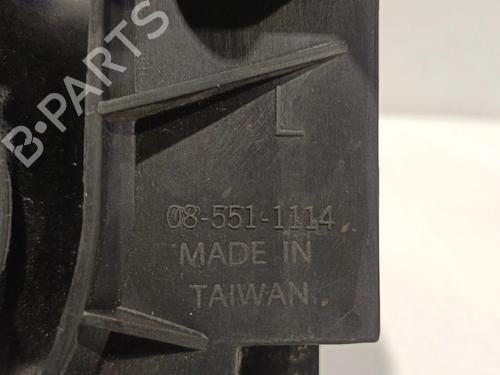 B-PARTS
L
08-551-1114
MADE IN
TAIWAN